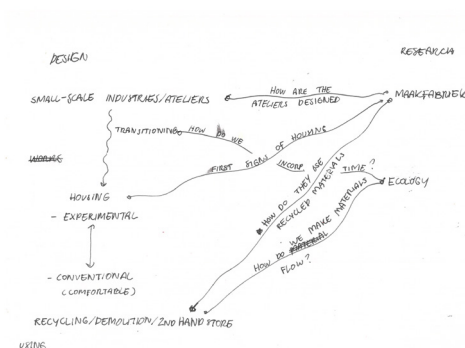 DESIGN
RESEARCH
SMALL-SCALE INDUSTRIES/ATELIERS
HOW ARE THE
ATELIERS DESIGNED
MAAKFABRIEK
TRANSITIONING HOW DO WE INCORP. TIME?
FIRST SIGNS OF HOUSING
HOUSING
- EXPERIMENTAL
HOW DO THEY USE
RECYCLED MATERIALS
ECOLOGY
HOW DO WE MAKE MATERIALS
FLOW?
- CONVENTIONAL
(COMFORTABLE)
RECYCLING/DEMOLITION/2ND HAND STORE
USING